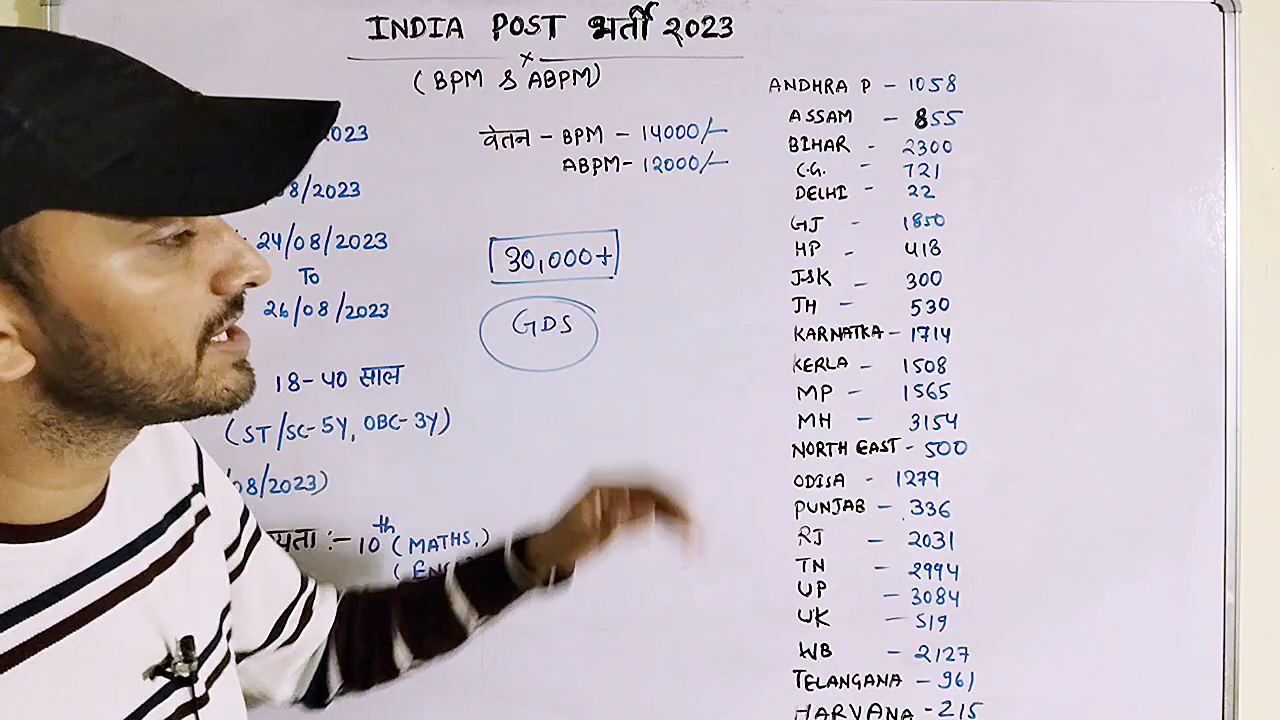 INDIA POST भर्ती २023
(BPM & ABPM)
2023
08/2023
24/08/2023
To
26/08/2023
18-40 साल
(ST/SC-5Y, OBC-3Y)
08/2023)
:- 10th (MATHS,)
वेतन - BPM - 14000/-
ABPM- 12000/-
30,000+
GDS
ANDHRA P - 1058
ASSAM - 855
BIHAR - 2300
C.G. - 721
DELHI - 22
GJ - 1850
HP - 418
J&K - 300
JH - 530
KARNATKA - 1714
KERLA - 1508
MP - 1565
MH - 3154
NORTH EAST - 500
ODISA - 1279
PUNJAB - 336
RJ - 2031
TN - 2994
UP - 3084
UK - 519
WB - 2127
TELANGANA - 961
HARYANA - 215